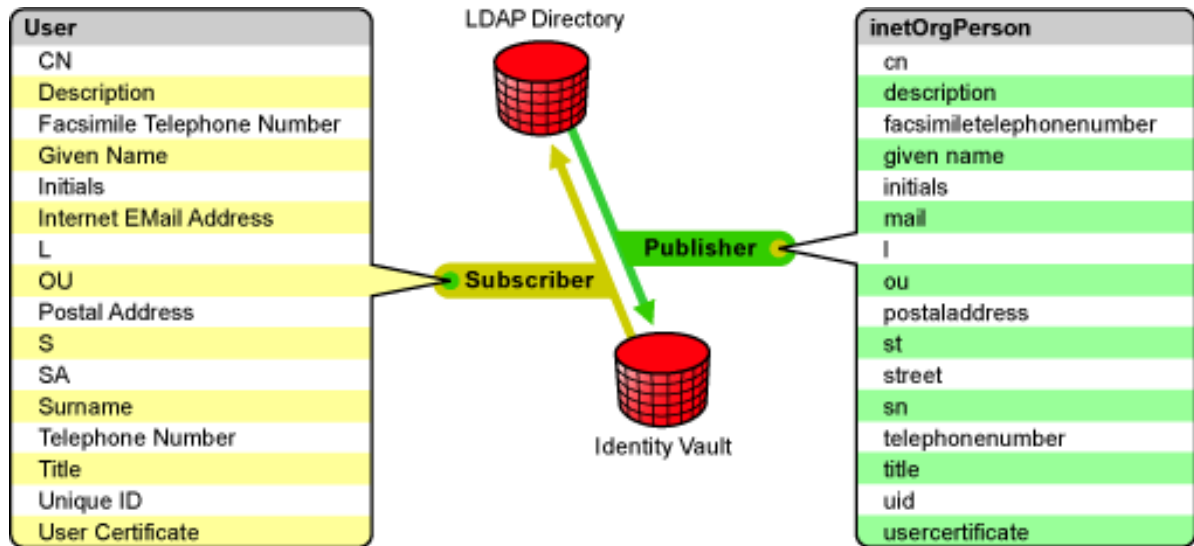 User
CN
Description
Facsimile Telephone Number
Given Name
Initials
Internet EMail Address
L
OU
Postal Address
S
SA
Surname
Telephone Number
Title
Unique ID
User Certificate
LDAP Directory
Publisher
Subscriber
Identity Vault
inetOrgPerson
cn
description
facsimiletelephonenumber
given name
initials
mail
l
ou
postaladdress
st
street
sn
telephonenumber
title
uid
usercertificate